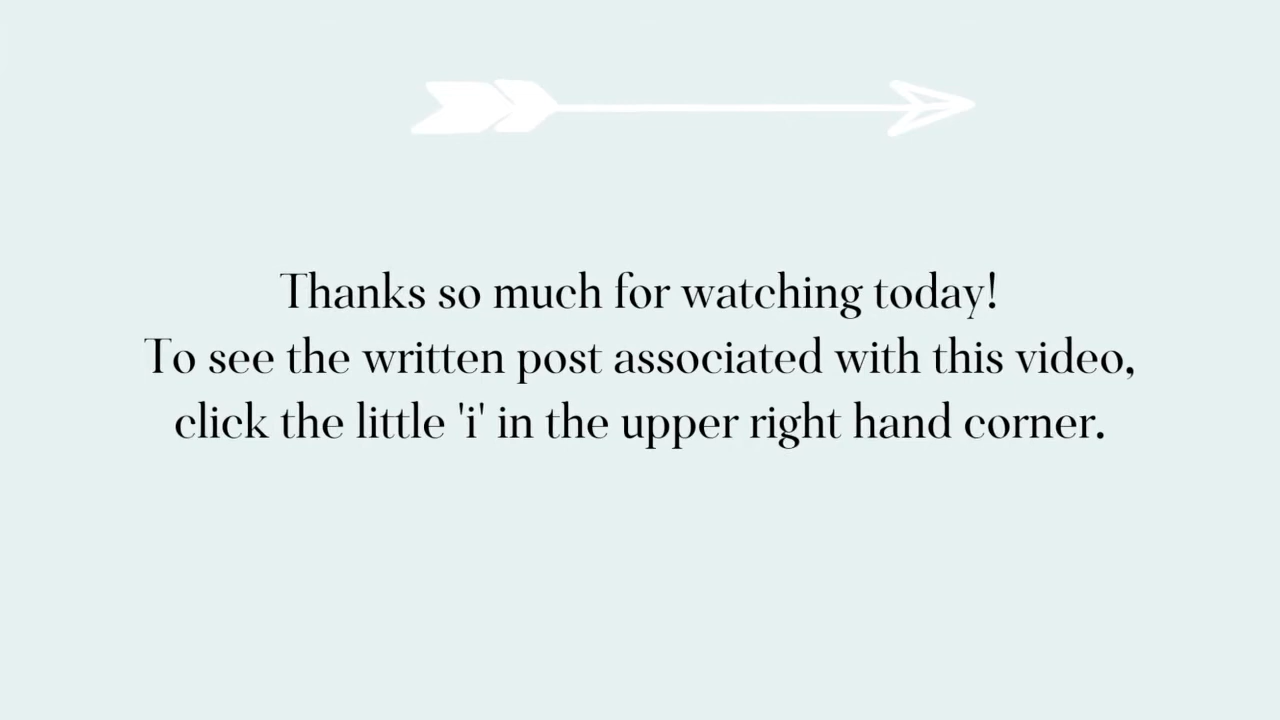 Thanks so much for watching today!
To see the written post associated with this video,
click the little 'i' in the upper right hand corner.